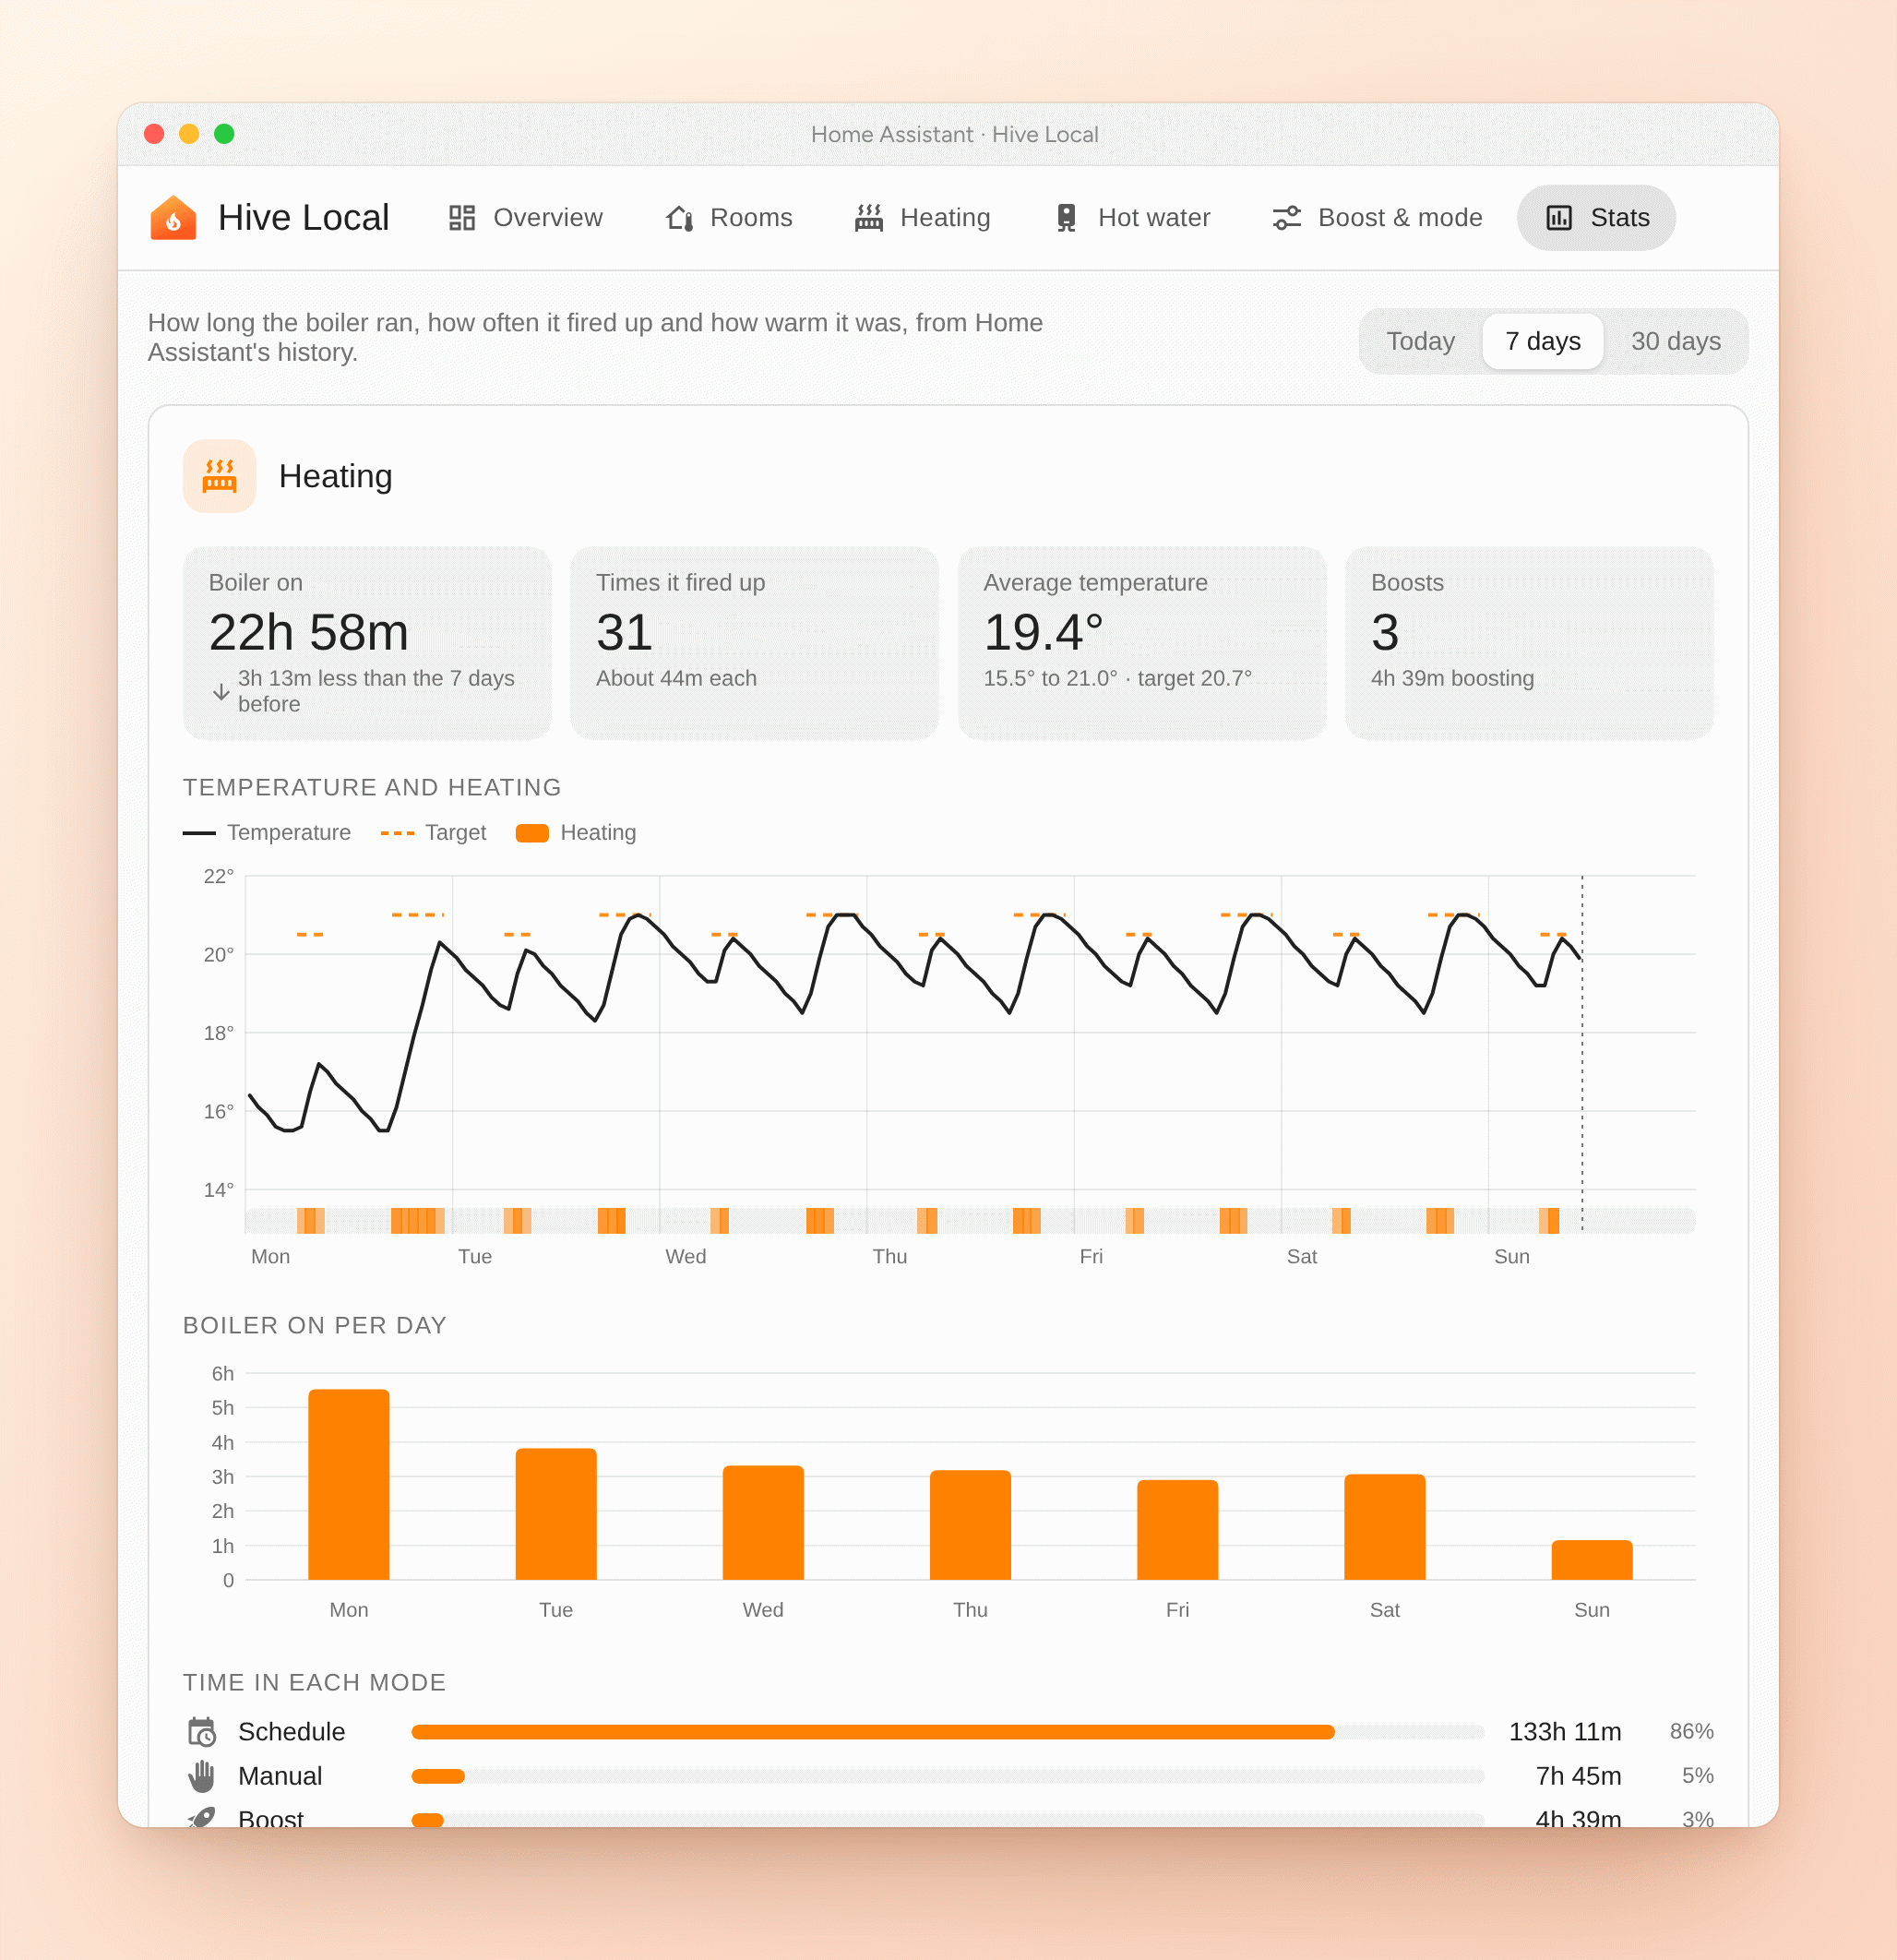 Home Assistant · Hive Local
Hive Local
Overview
Rooms
Heating
Hot water
Boost & mode
Stats
How long the boiler ran, how often it fired up and how warm it was, from Home
Assistant's history.
Today
7 days
30 days
Heating
Boiler on
22h 58m
3h 13m less than the 7 days
before
Times it fired up
31
About 44m each
Average temperature
19.4°
15.5° to 21.0° · target 20.7°
Boosts
3
4h 39m boosting
TEMPERATURE AND HEATING
Temperature
Target
Heating
22°
20°
18°
16°
14°
Mon
Tue
Wed
Thu
Fri
Sat
Sun
BOILER ON PER DAY
6h
5h
4h
3h
2h
1h
0
Mon
Tue
Wed
Thu
Fri
Sat
Sun
TIME IN EACH MODE
Schedule
133h 11m
86%
Manual
7h 45m
5%
Boost
4h 39m
3%